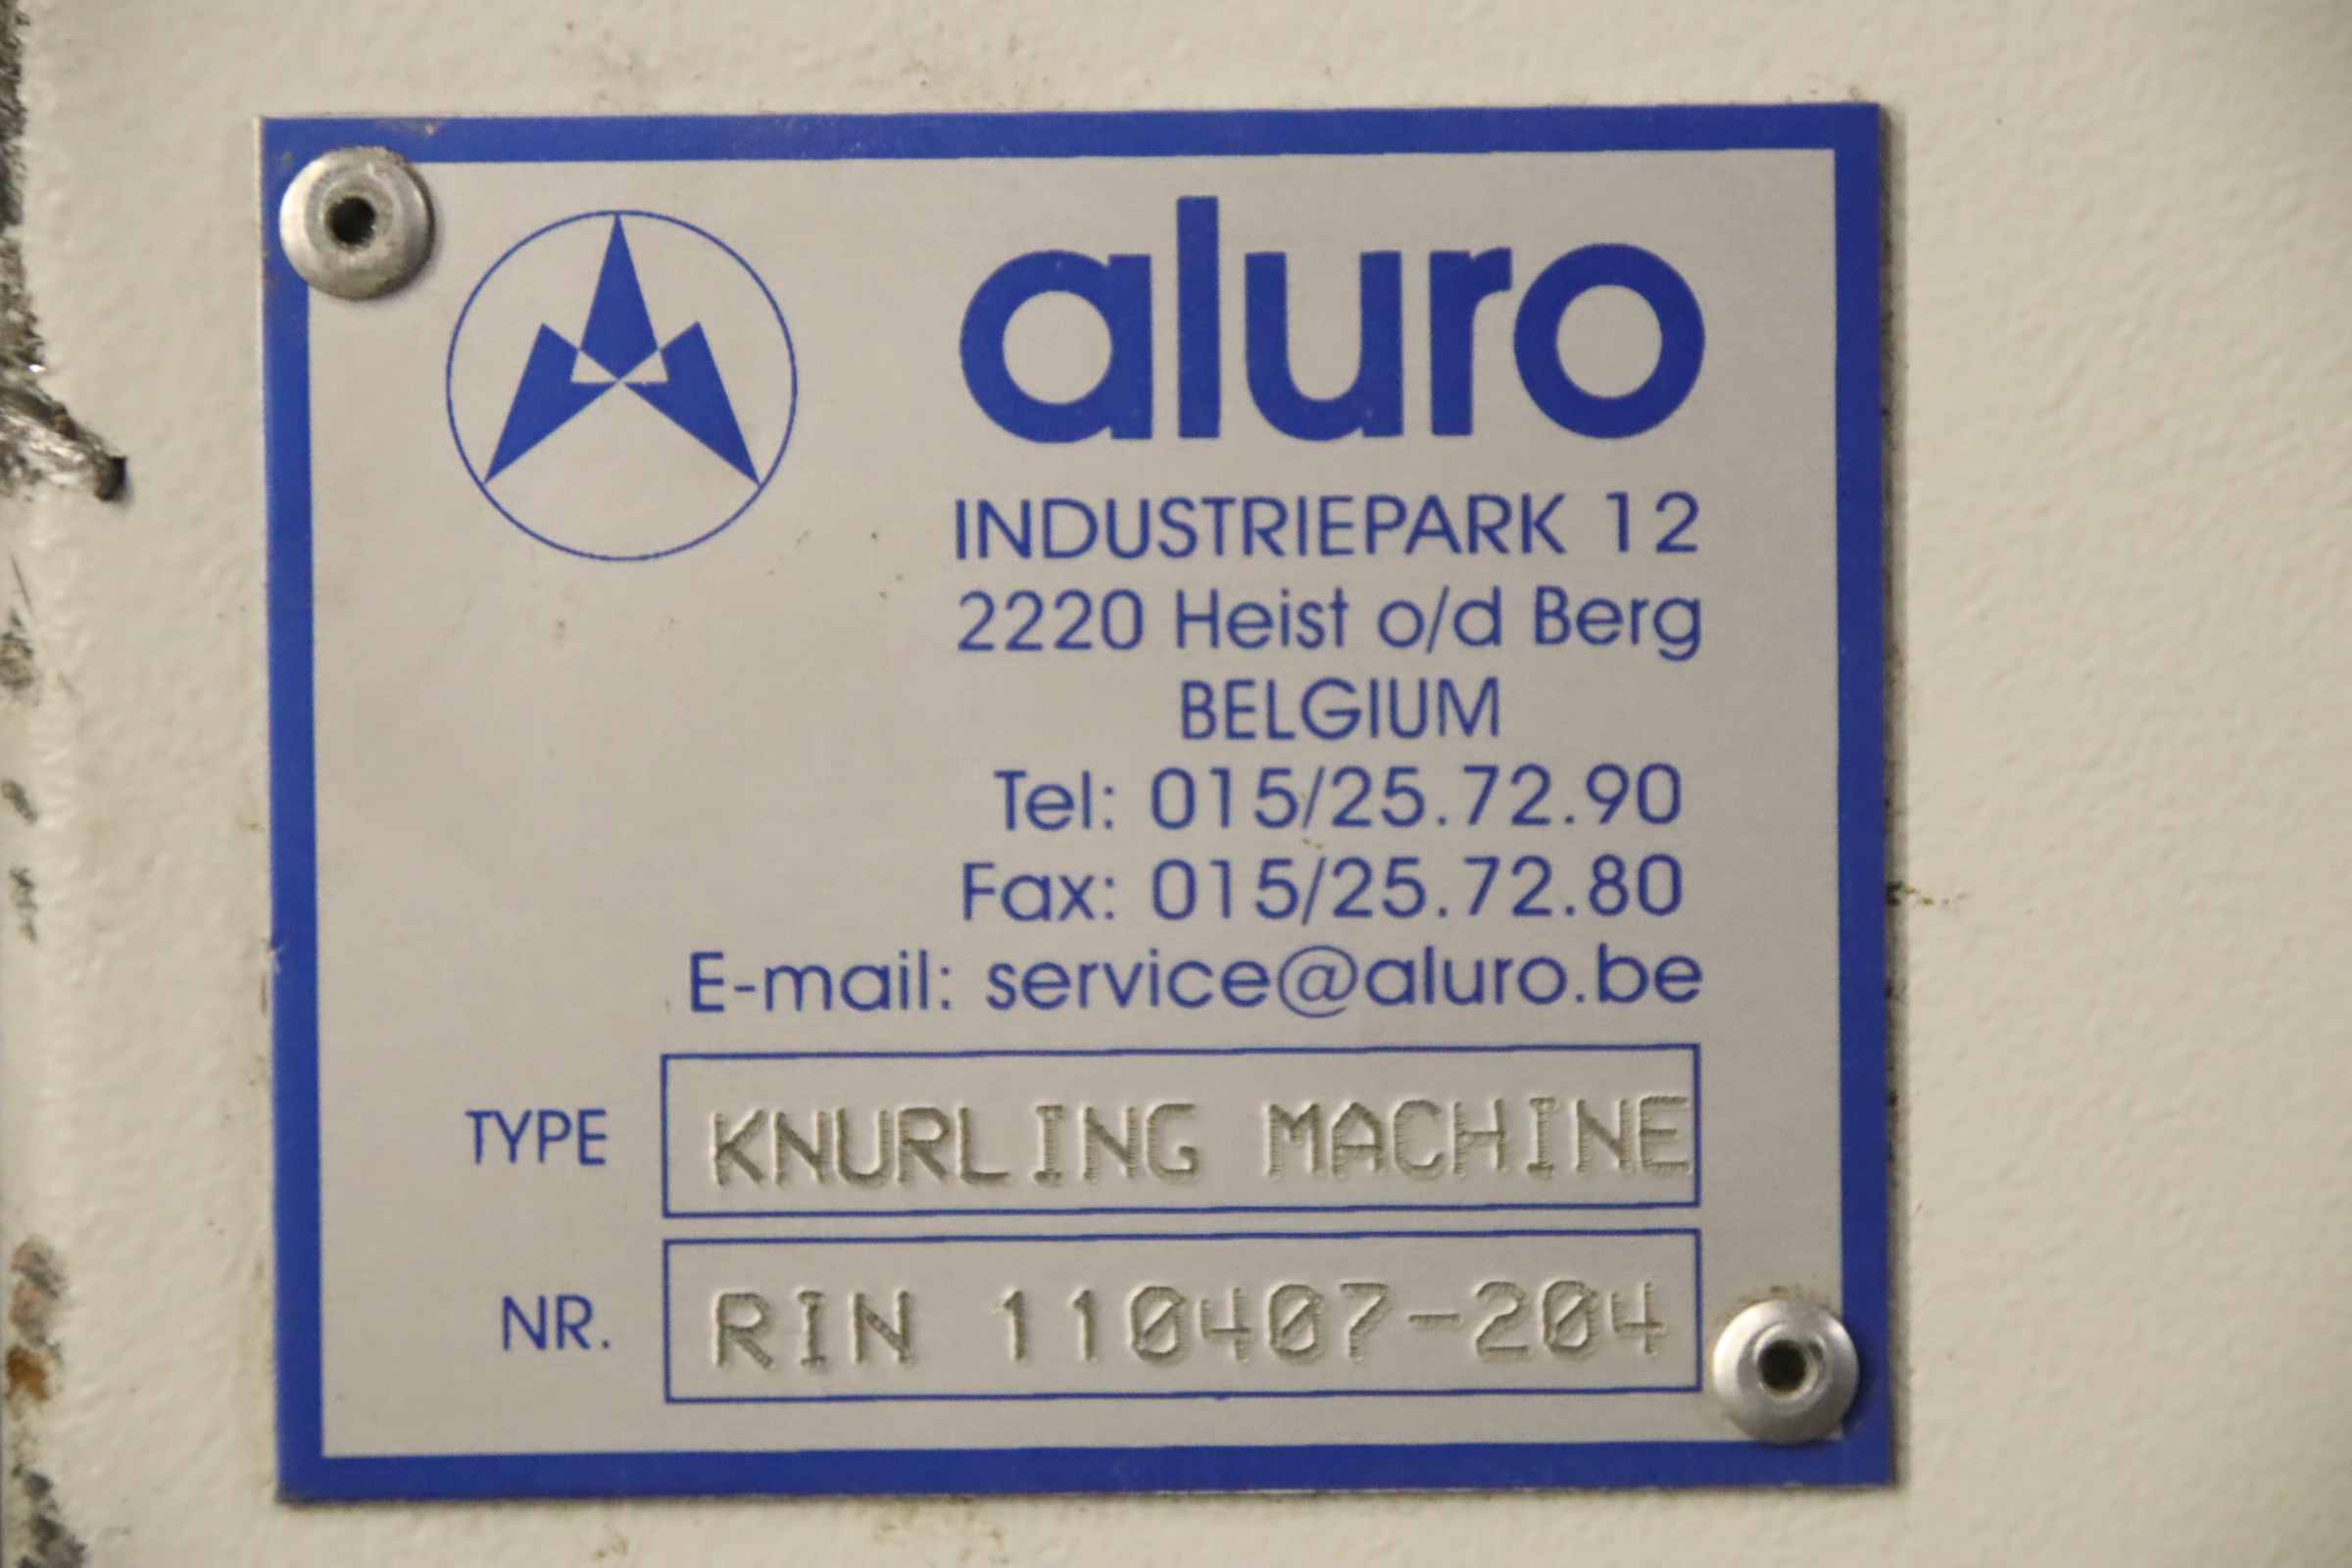 aluro
INDUSTRIEPARK 12
2220 Heist o/d Berg
BELGIUM
Tel: 015/25.72.90
Fax: 015/25.72.80
E-mail: service@aluro.be
TYPE KNURLING MACHINE
NR. RIN 110407-204